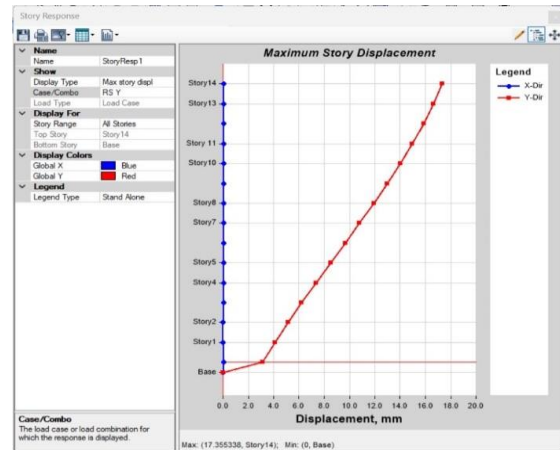 Story Response
Name
Name StoryResp1
Show
Display Type Max story displ
Case/Combo RS Y
Load Type Load Case
Display For
Story Range All Stories
Top Story Story14
Bottom Story Base
Display Colors
Global X Blue
Global Y Red
Legend
Legend Type Stand Alone
Case/Combo
The load case or load combination for
which the response is displayed.
Maximum Story Displacement
Story14
Story13
Story 11
Story10
Story8
Story7
Story5
Story4
Story2
Story1
Base
0.0 2.0 4.0 6.0 8.0 10.0 12.0 14.0 16.0 18.0 20.0
Displacement, mm
Legend
X-Dir
Y-Dir
Max: (17.355338, Story14); Min: (0, Base)